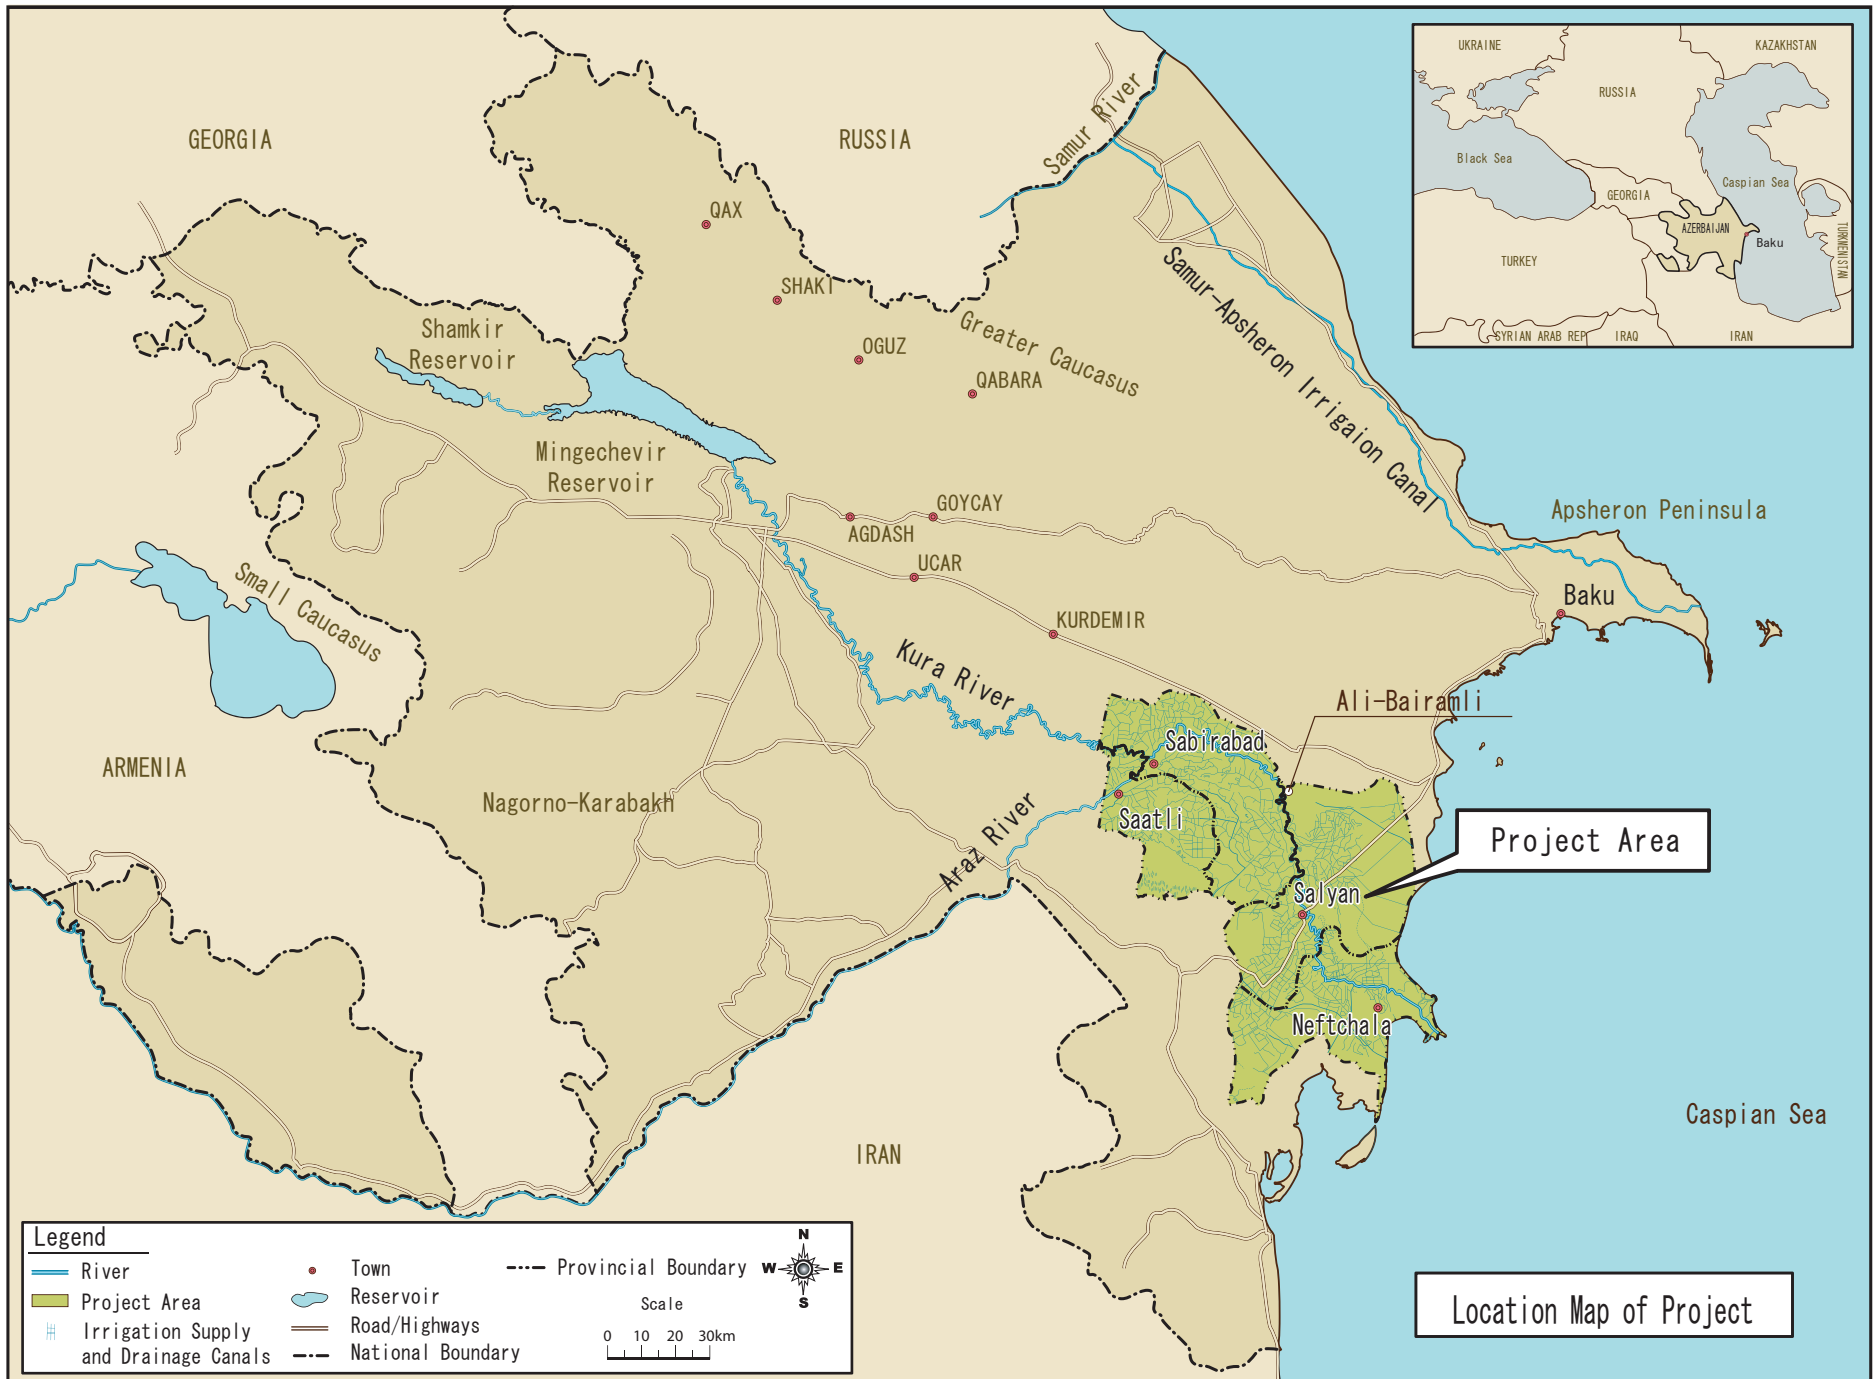 GEORGIA
RUSSIA
Samur River
QAX
SHAKI
OGUZ
QABARA
Greater Caucasus
Shamkir
Reservoir
Mingechevir
Reservoir
Samur-Apsheron Irrigaion Canal
AGDASH
GOYCAY
UCAR
KURDEMIR
Apsheron Peninsula
Baku
Small Caucasus
Kura River
Ali-Bairamli
Sabirabad
Saatli
ARMENIA
Nagorno-Karabakh
Araz River
Project Area
Salyan
Neftchala
IRAN
Caspian Sea
UKRAINE
KAZAKHSTAN
RUSSIA
Black Sea
Caspian Sea
GEORGIA
AZERBAIJAN
Baku
TURKMENISTAN
TURKEY
SYRIAN ARAB REP
IRAQ
IRAN
Legend
River
Project Area
Irrigation Supply
and Drainage Canals
Town
Reservoir
Road/Highways
National Boundary
Provincial Boundary
Scale
0 10 20 30km
N
W E
S
Location Map of Project